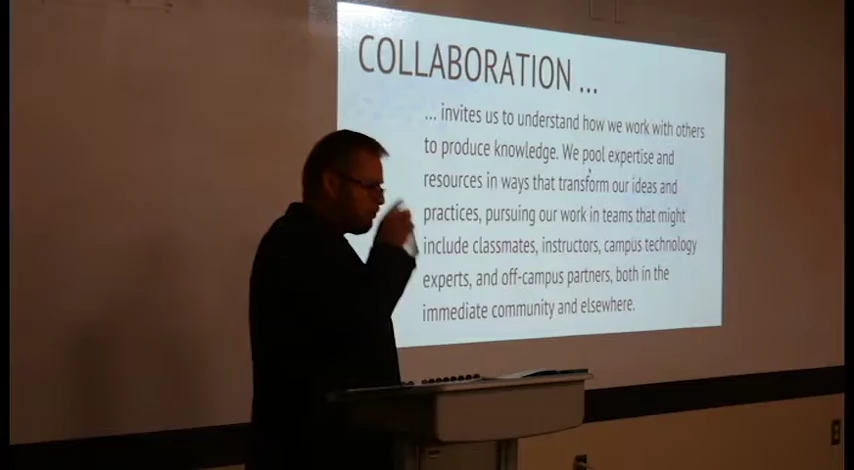 COLLABORATION ...
... invites us to understand how we work with others
to produce knowledge. We pool expertise and
resources in ways that transform our ideas and
practices, pursuing our work in teams that might
include classmates, instructors, campus technology
experts, and off-campus partners, both in the
immediate community and elsewhere.